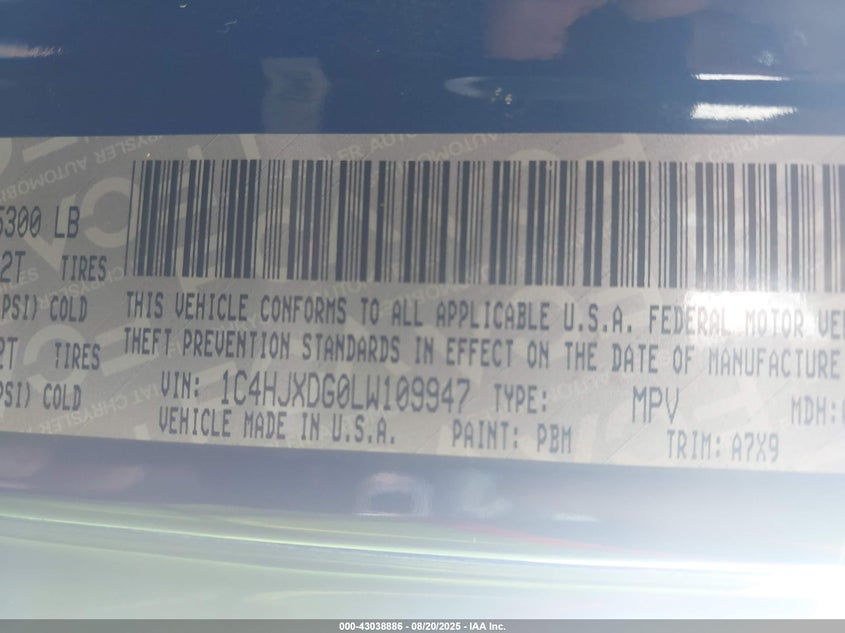 5300 LB
2T TIRES
PSI) COLD
2T TIRES
PSI) COLD
THIS VEHICLE CONFORMS TO ALL APPLICABLE U.S.A. FEDERAL MOTOR VE
THEFT PREVENTION STANDARDS IN EFFECT ON THE DATE OF MANUFACTURE
VIN: 1C4HJXDG0LW109947 TYPE: MPV MDH:
VEHICLE MADE IN U.S.A. PAINT: PBM TRIM: A7X9
000-43038886 - 08/20/2025 - IAA Inc.